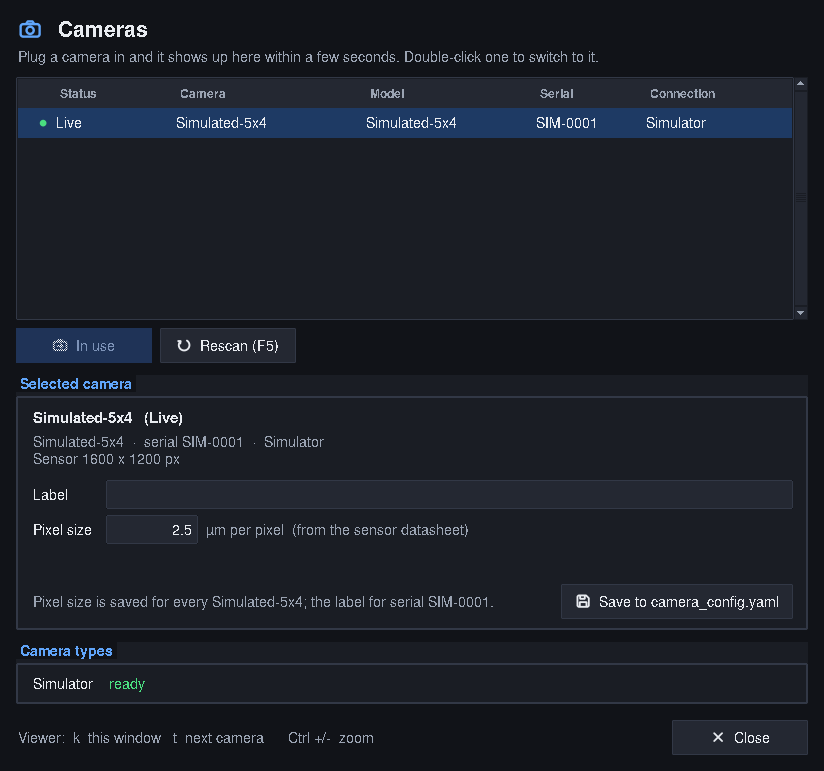 Cameras
Plug a camera in and it shows up here within a few seconds. Double-click one to switch to it.
Status Camera Model Serial Connection
Live Simulated-5x4 Simulated-5x4 SIM-0001 Simulator
In use Rescan (F5)
Selected camera
Simulated-5x4 (Live)
Simulated-5x4 · serial SIM-0001 · Simulator
Sensor 1600 x 1200 px
Label
Pixel size 2.5 µm per pixel (from the sensor datasheet)
Pixel size is saved for every Simulated-5x4; the label for serial SIM-0001. Save to camera_config.yaml
Camera types
Simulator ready
Viewer: k this window t next camera Ctrl +/- zoom Close